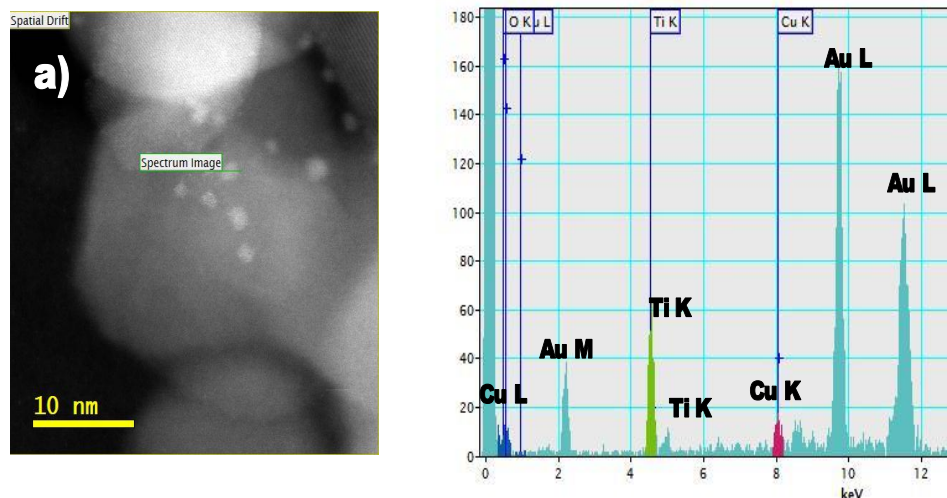 Spatial Drift
a)
Spectrum Image
10 nm
O K
u L
Ti K
Cu K
180
160
140
120
100
80
60
40
20
0
Au L
Au L
Ti K
Au M
Cu L
Ti K
Cu K
0 2 4 6 8 10 12
keV